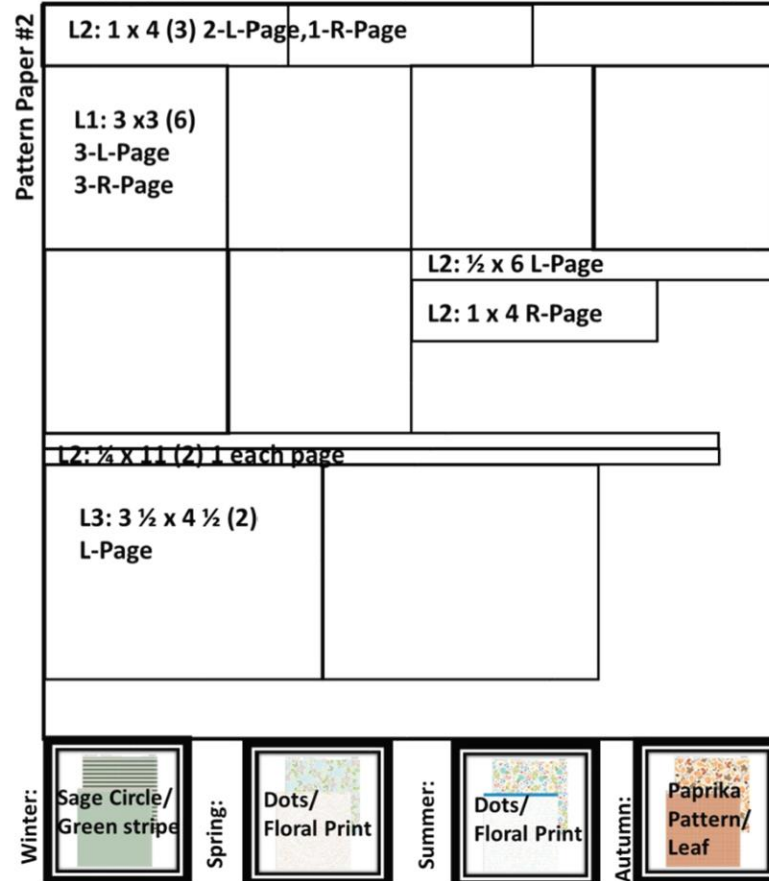 Pattern Paper #2
L2: 1 x 4 (3) 2-L-Page,1-R-Page
L1: 3 x3 (6)
3-L-Page
3-R-Page
L2: ½ x 6 L-Page
L2: 1 x 4 R-Page
L2: ¼ x 11 (2) 1 each page
L3: 3 ½ x 4 ½ (2)
L-Page
Winter:
Sage Circle/
Green stripe
Spring:
Dots/
Floral Print
Summer:
Dots/
Floral Print
Autumn:
Paprika
Pattern/
Leaf